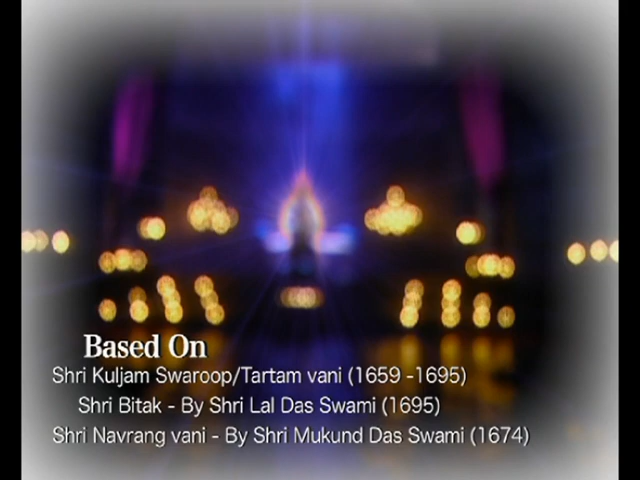 Based On
Shri Kuljam Swaroop/Tartam vani (1659 -1695)
Shri Bitak - By Shri Lal Das Swami (1695)
Shri Navrang vani - By Shri Mukund Das Swami (1674)